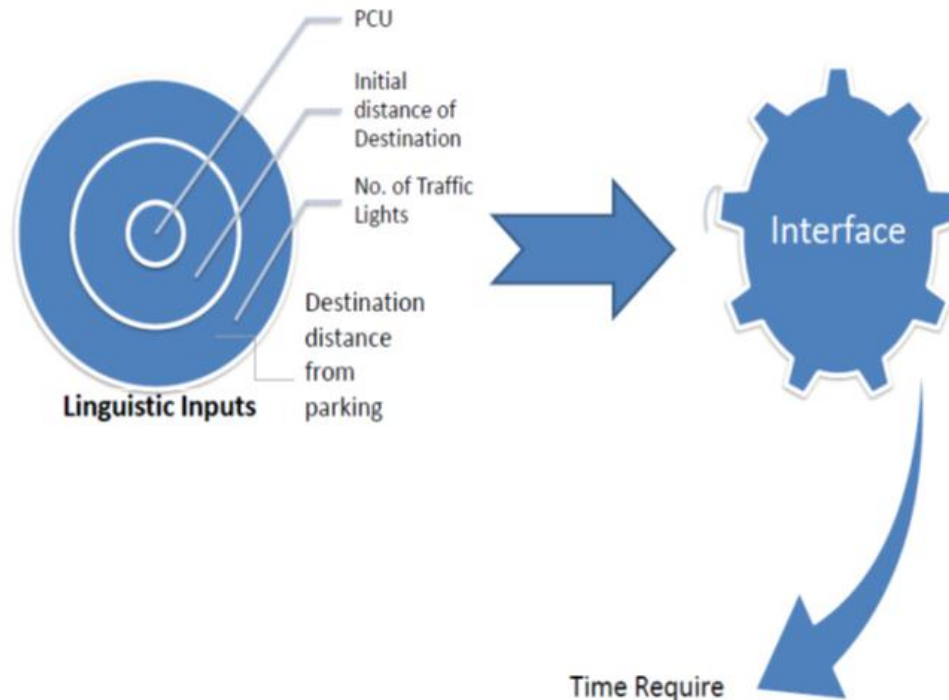 PCU
Initial
distance of
Destination
No. of Traffic
Lights
Destination
distance
from
parking
Linguistic Inputs
Interface
Time Require